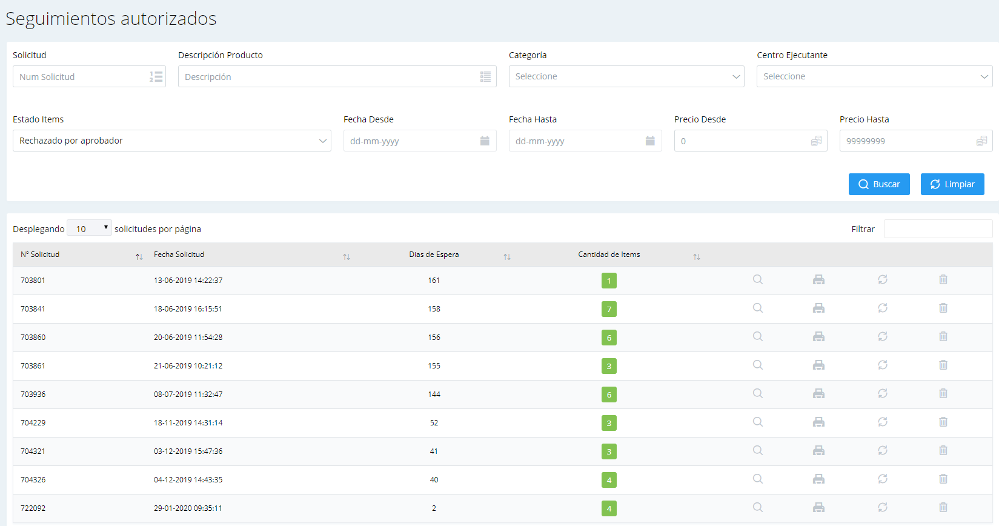 Seguimientos autorizados
Solicitud Descripción Producto Categoría Centro Ejecutante
Num Solicitud Descripción Seleccione Seleccione
Estado Items Fecha Desde Fecha Hasta Precio Desde Precio Hasta
Rechazado por aprobador dd-mm-yyyy dd-mm-yyyy 0 99999999
Buscar Limpiar
Desplegando 10 solicitudes por página Filtrar
Nº Solicitud Fecha Solicitud Dias de Espera Cantidad de Items
703801 13-06-2019 14:22:37 161 1
703841 18-06-2019 16:15:51 158 7
703860 20-06-2019 11:54:28 156 6
703861 21-06-2019 10:21:12 155 3
703936 08-07-2019 11:32:47 144 6
704229 18-11-2019 14:31:14 52 3
704321 03-12-2019 15:47:36 41 3
704326 04-12-2019 14:43:35 40 4
722092 29-01-2020 09:35:11 2 4